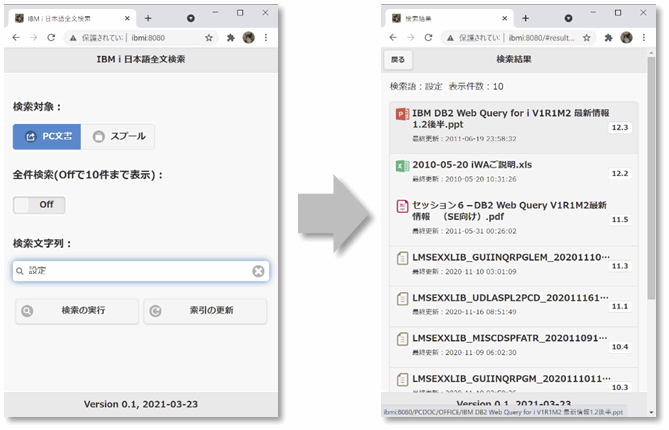 IBM i 日本語全文検索
保護されてい:
ibmi:8080
IBM i 日本語全文検索
検索対象：
PC文書
スプール
全件検索(Offで10件まで表示)：
Off
検索文字列：
設定
検索の実行
索引の更新
Version 0.1, 2021-03-23
検索結果
保護されてい:
ibmi:8080/#result...
戻る
検索結果
検索語：設定 表示件数：10
IBM DB2 Web Query for i V1R1M2 最新情報
1.2後半.ppt
12.3
最終更新：2011-06-19 23:58:32
2010-05-20 iWAご説明.xls
12.2
最終更新：2010-05-20 10:31:26
セッション６－DB2 Web Query V1R1M2最新
情報 （SE向け）.pdf
11.5
最終更新：2011-05-31 00:26:02
LMSEXXLIB_GUIINQRPGLEM_20201110…
11.3
最終更新：2020-11-10 03:01:09
LMSEXXLIB_UDLASPL2PCD_202011161…
11.1
最終更新：2020-11-16 08:51:49
LMSEXXLIB_MISCDSPFATR_202011091…
10.4
最終更新：2020-11-09 06:02:30
LMSEXXLIB_GUIINQRPGM_2020111011…
10.3
Version 0.1, 2021-03-23
ibmi:8080/PCDOC/OFFICE/IBM DB2 Web Query for i V1R1M2 最新情報1.2後半.ppt